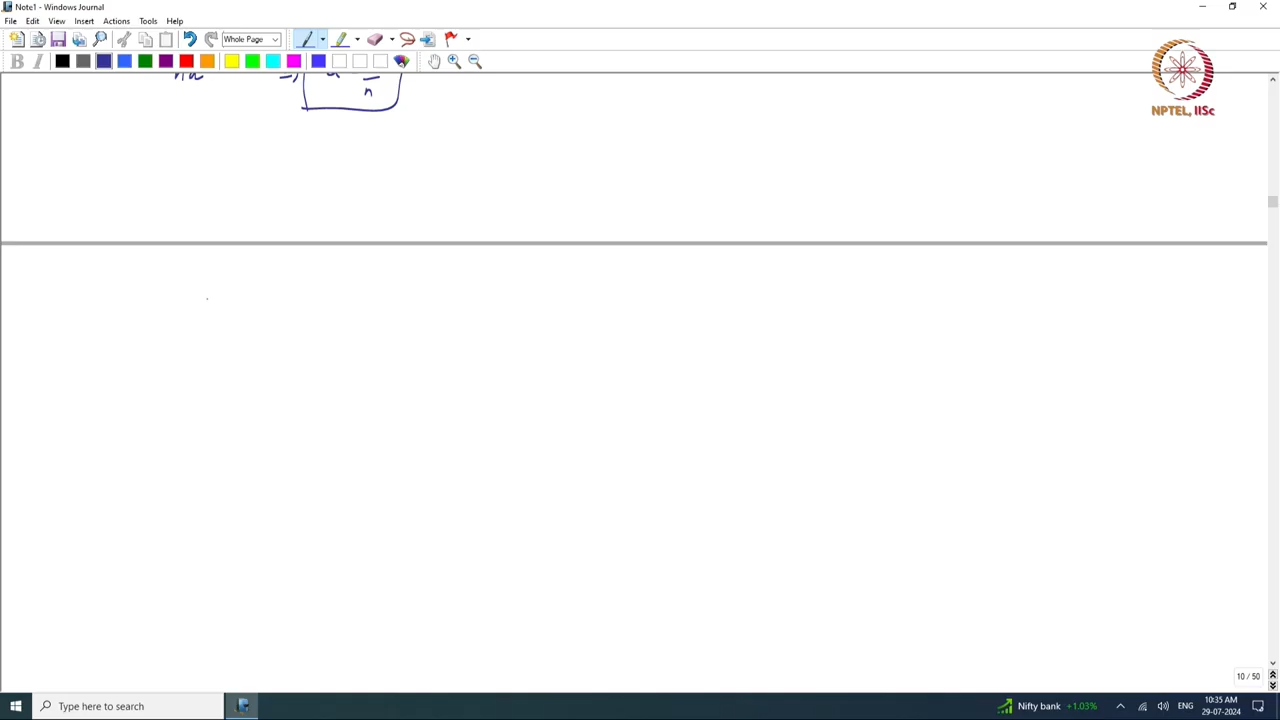 Note1 - Windows Journal
File Edit View Insert Actions Tools Help
Whole Page
B I
n
NPTEL, IISc
10 / 50
Type here to search
Nifty bank +1.03%
ENG
10:35 AM
29-07-2024